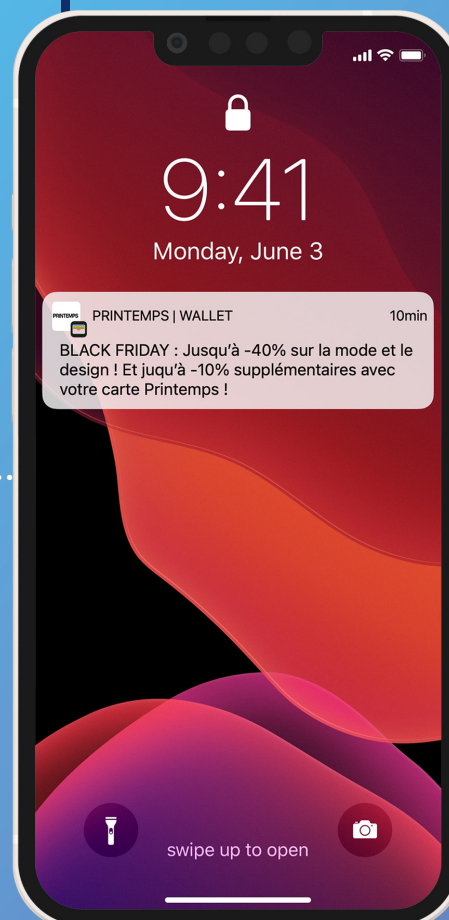 9:41
Monday, June 3
PRINTEMPS
PRINTEMPS | WALLET
10min
BLACK FRIDAY : Jusqu’à -40% sur la mode et le
design ! Et juqu’à -10% supplémentaires avec
votre carte Printemps !
swipe up to open